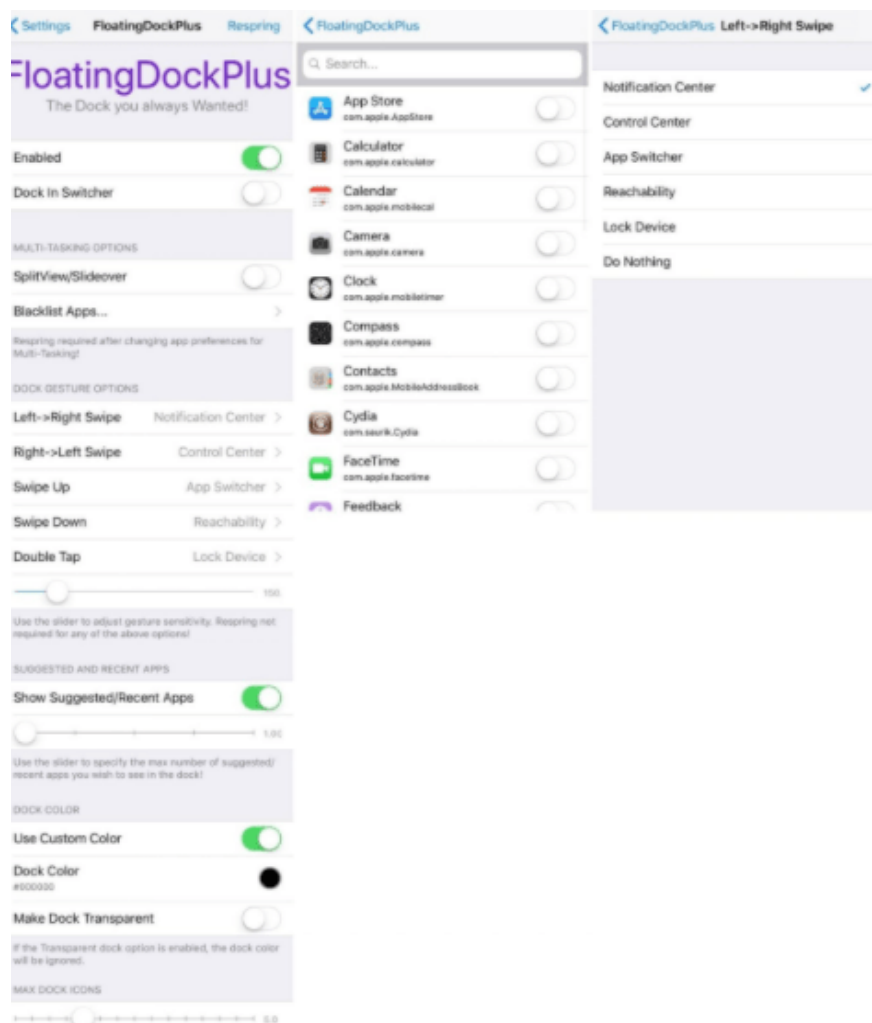 Settings
FloatingDockPlus
Respring
FloatingDockPlus
The Dock you always Wanted!
Enabled
Dock In Switcher
MULTI-TASKING OPTIONS
SplitView/Slideover
Blacklist Apps...
Respring required after changing app preferences for
Multi-Tasking!
DOCK GESTURE OPTIONS
Left->Right Swipe Notification Center
Right->Left Swipe Control Center
Swipe Up App Switcher
Swipe Down Reachability
Double Tap Lock Device
150
Use the slider to adjust gesture sensitivity. Respring not
required for any of the above options!
SUGGESTED AND RECENT APPS
Show Suggested/Recent Apps
1.00
Use the slider to specify the max number of suggested/
recent apps you wish to see in the dock!
DOCK COLOR
Use Custom Color
Dock Color
#000000
Make Dock Transparent
If the Transparent dock option is enabled, the dock color
will be ignored.
MAX DOCK ICONS
FloatingDockPlus
Search...
App Store
com.apple.AppStore
Calculator
com.apple.calculator
Calendar
com.apple.mobilecal
Camera
com.apple.camera
Clock
com.apple.mobiletimer
Compass
com.apple.compass
Contacts
com.apple.MobileAddressBook
Cydia
com.saurik.Cydia
FaceTime
com.apple.facetime
Feedback
FloatingDockPlus Left->Right Swipe
Notification Center
Control Center
App Switcher
Reachability
Lock Device
Do Nothing